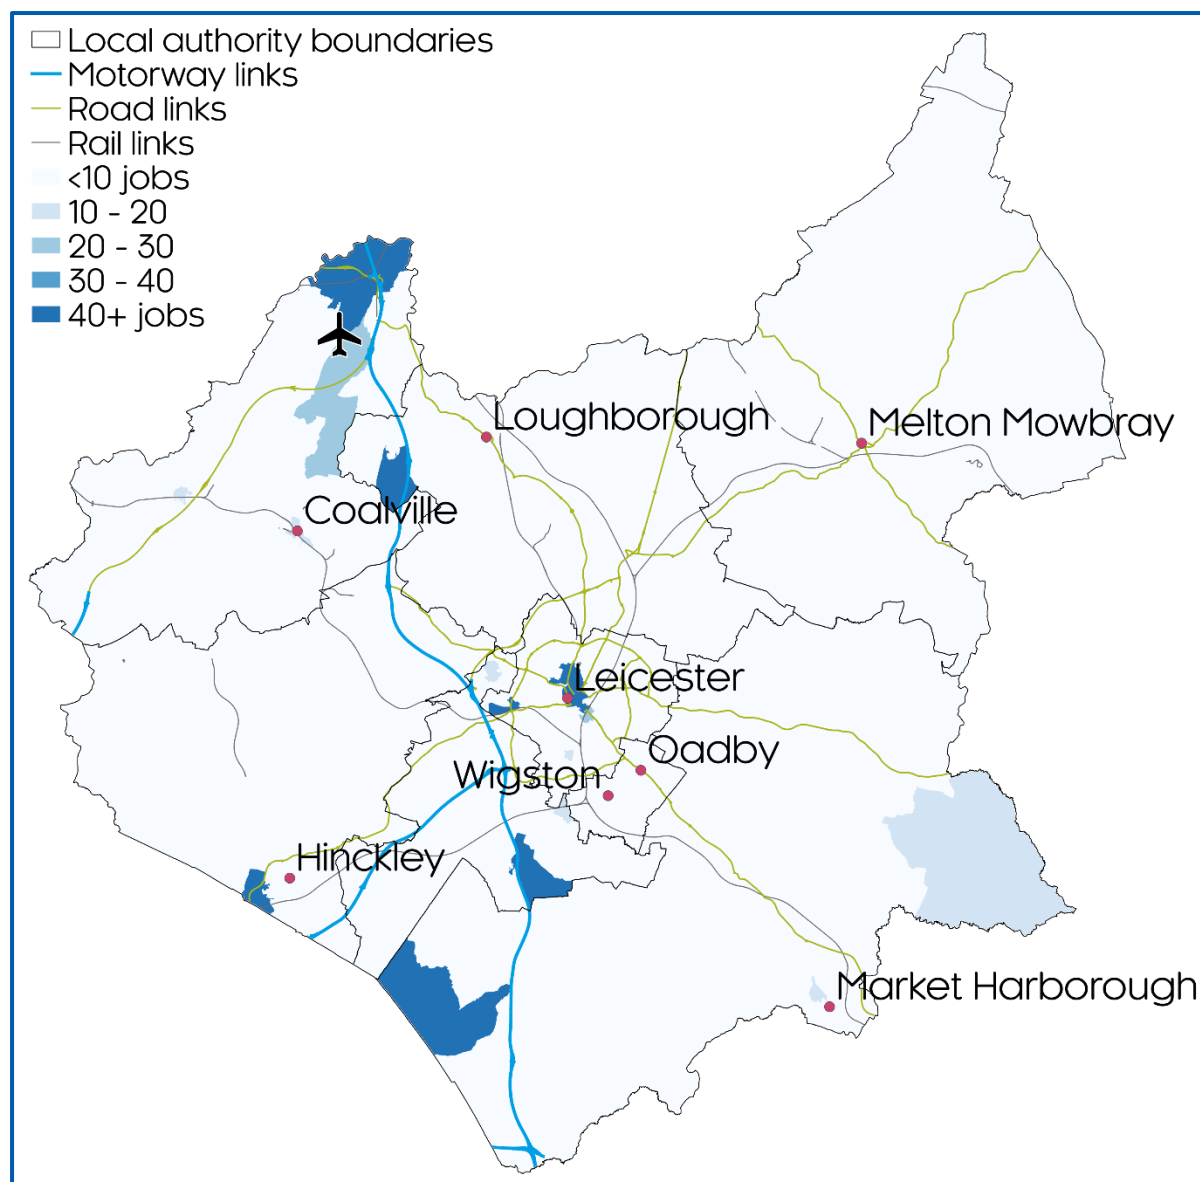 Local authority boundaries
Motorway links
Road links
Rail links
<10 jobs
10 - 20
20 - 30
30 - 40
40+ jobs
Loughborough
Melton Mowbray
Coalville
Leicester
Oadby
Wigston
Hinckley
Market Harborough